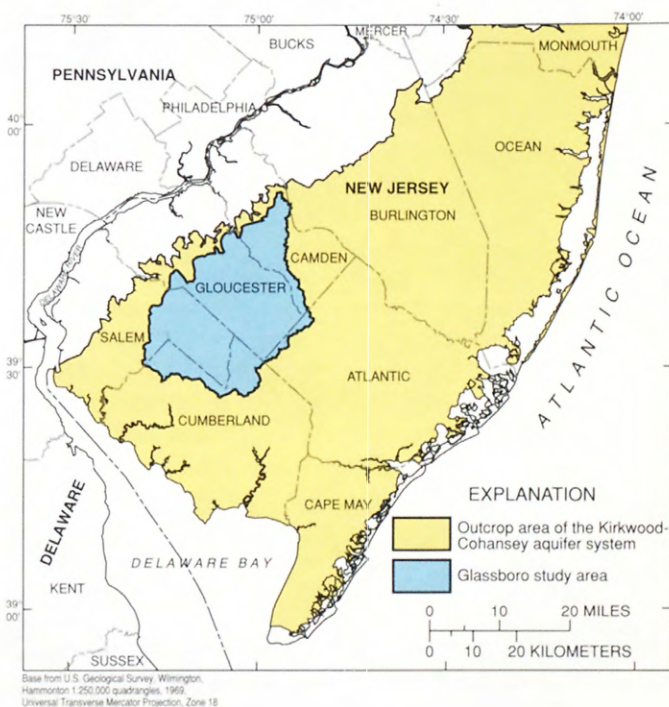 75°30'
75°00'
74°30'
74°00'
MERCER
BUCKS
MONMOUTH
PENNSYLVANIA
PHILADELPHIA
40°
00'
OCEAN
DELAWARE
NEW JERSEY
NEW
CASTLE
BURLINGTON
DELAWARE RIVER
CAMDEN
GLOUCESTER
ATLANTIC OCEAN
SALEM
39°
30'
ATLANTIC
CUMBERLAND
CAPE MAY
DELAWARE
DELAWARE BAY
KENT
39°
00'
SUSSEX
EXPLANATION
Outcrop area of the Kirkwood-
Cohansey aquifer system
Glassboro study area
0 10 20 MILES
0 10 20 KILOMETERS
Base from U.S. Geological Survey, Wilmington,
Hammonton 1:250,000 quadrangles, 1969,
Universal Transverse Mercator Projection, Zone 18